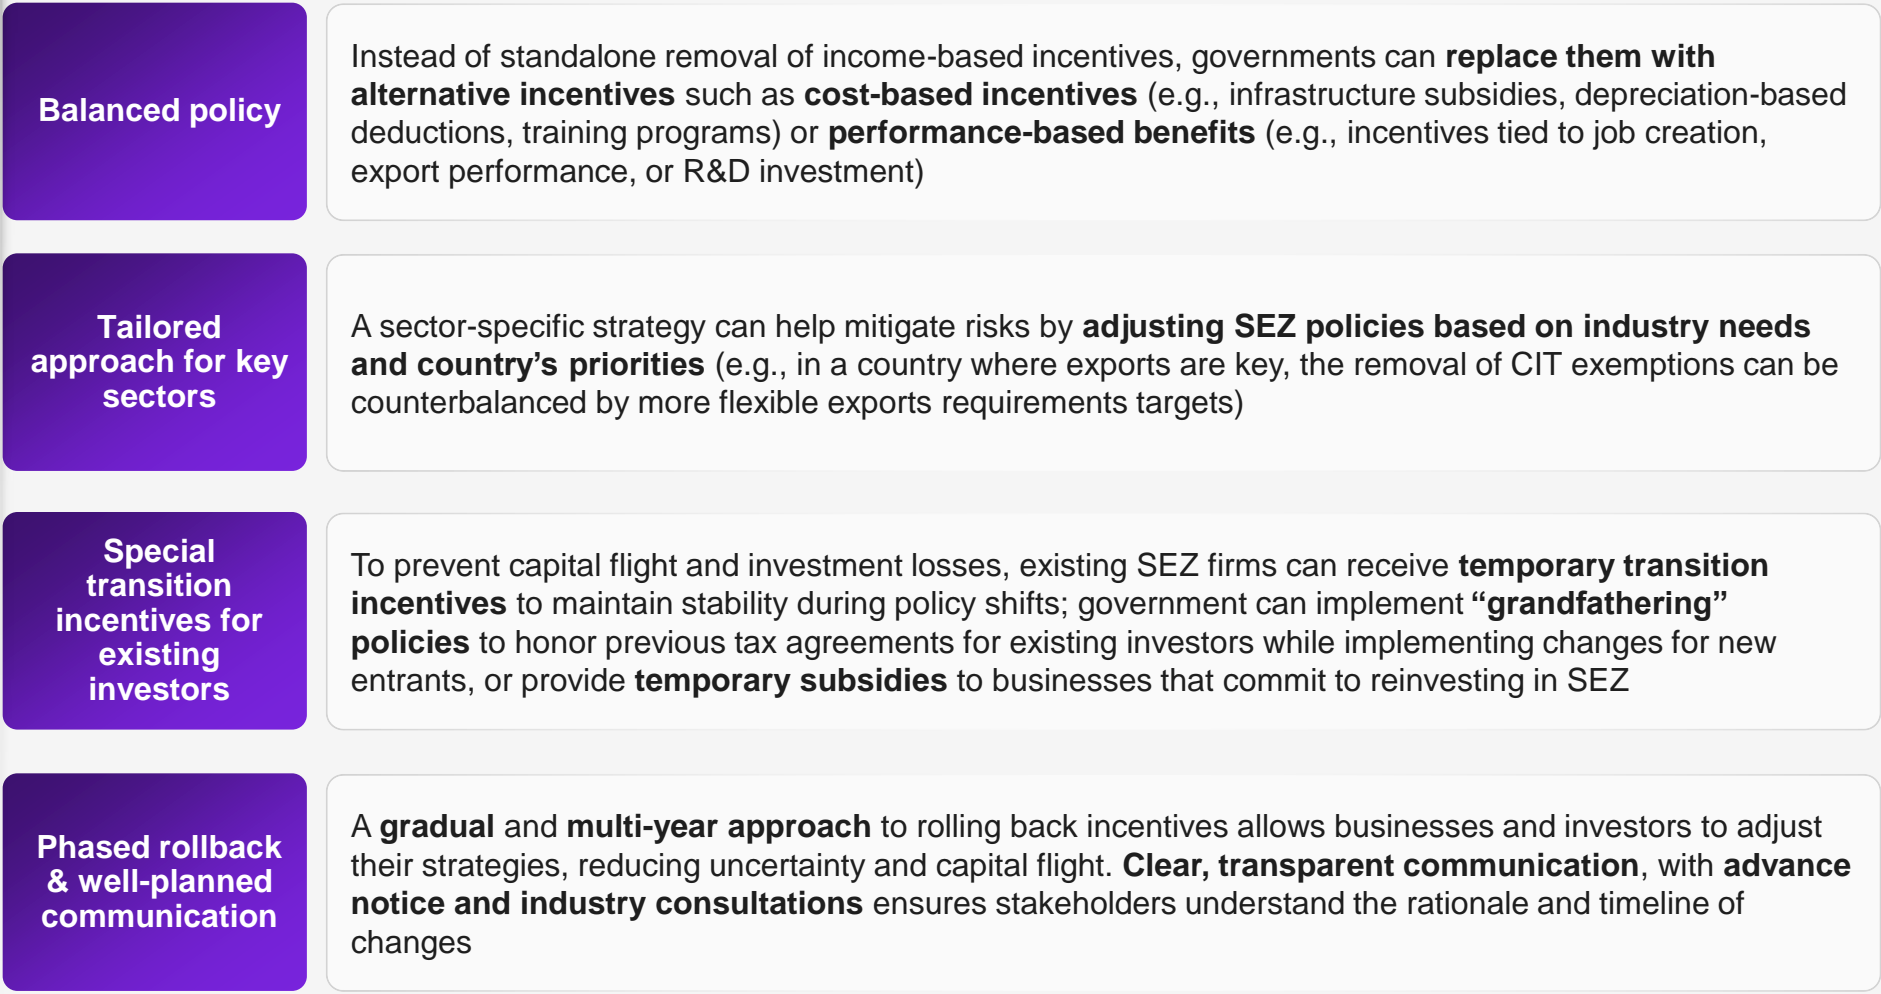 Balanced policy
Instead of standalone removal of income-based incentives, governments can replace them with
alternative incentives such as cost-based incentives (e.g., infrastructure subsidies, depreciation-based
deductions, training programs) or performance-based benefits (e.g., incentives tied to job creation,
export performance, or R&D investment)
Tailored
approach for key
sectors
A sector-specific strategy can help mitigate risks by adjusting SEZ policies based on industry needs
and country’s priorities (e.g., in a country where exports are key, the removal of CIT exemptions can be
counterbalanced by more flexible exports requirements targets)
Special
transition
incentives for
existing
investors
To prevent capital flight and investment losses, existing SEZ firms can receive temporary transition
incentives to maintain stability during policy shifts; government can implement “grandfathering”
policies to honor previous tax agreements for existing investors while implementing changes for new
entrants, or provide temporary subsidies to businesses that commit to reinvesting in SEZ
Phased rollback
& well-planned
communication
A gradual and multi-year approach to rolling back incentives allows businesses and investors to adjust
their strategies, reducing uncertainty and capital flight. Clear, transparent communication, with advance
notice and industry consultations ensures stakeholders understand the rationale and timeline of
changes